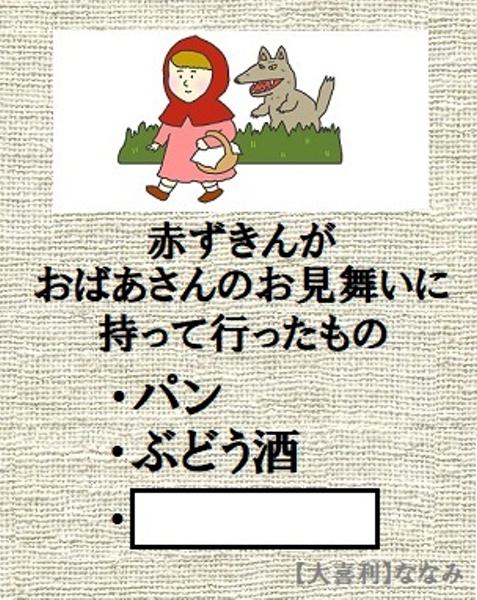 赤ずきんが
おばあさんのお見舞いに
持って行ったもの
・パン
・ぶどう酒
・
【大喜利】ななみ